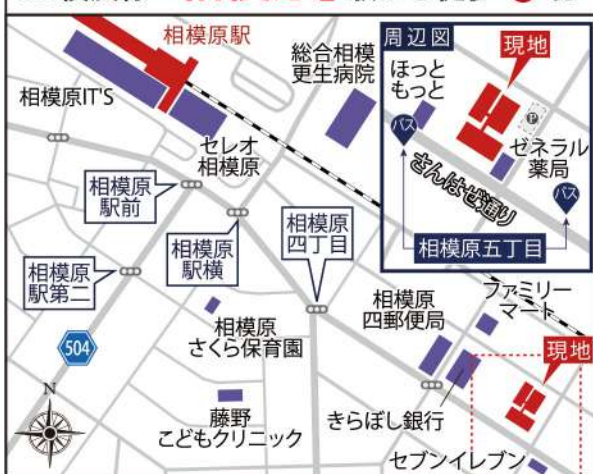 相模原駅
総合相模
更生病院
相模原IT'S
セレオ
相模原
相模原
駅前
相模原
駅横
相模原
四丁目
相模原
駅第二
504
相模原
さくら保育園
藤野
こどもクリニック
相模原
四郵便局
ファミリー
マート
現地
きらぼし銀行
セブンイレブン
N
周辺図
現地
ほっと
もっと
P
バス
ゼネラル
薬局
さんはぜ通り
バス
相模原五丁目